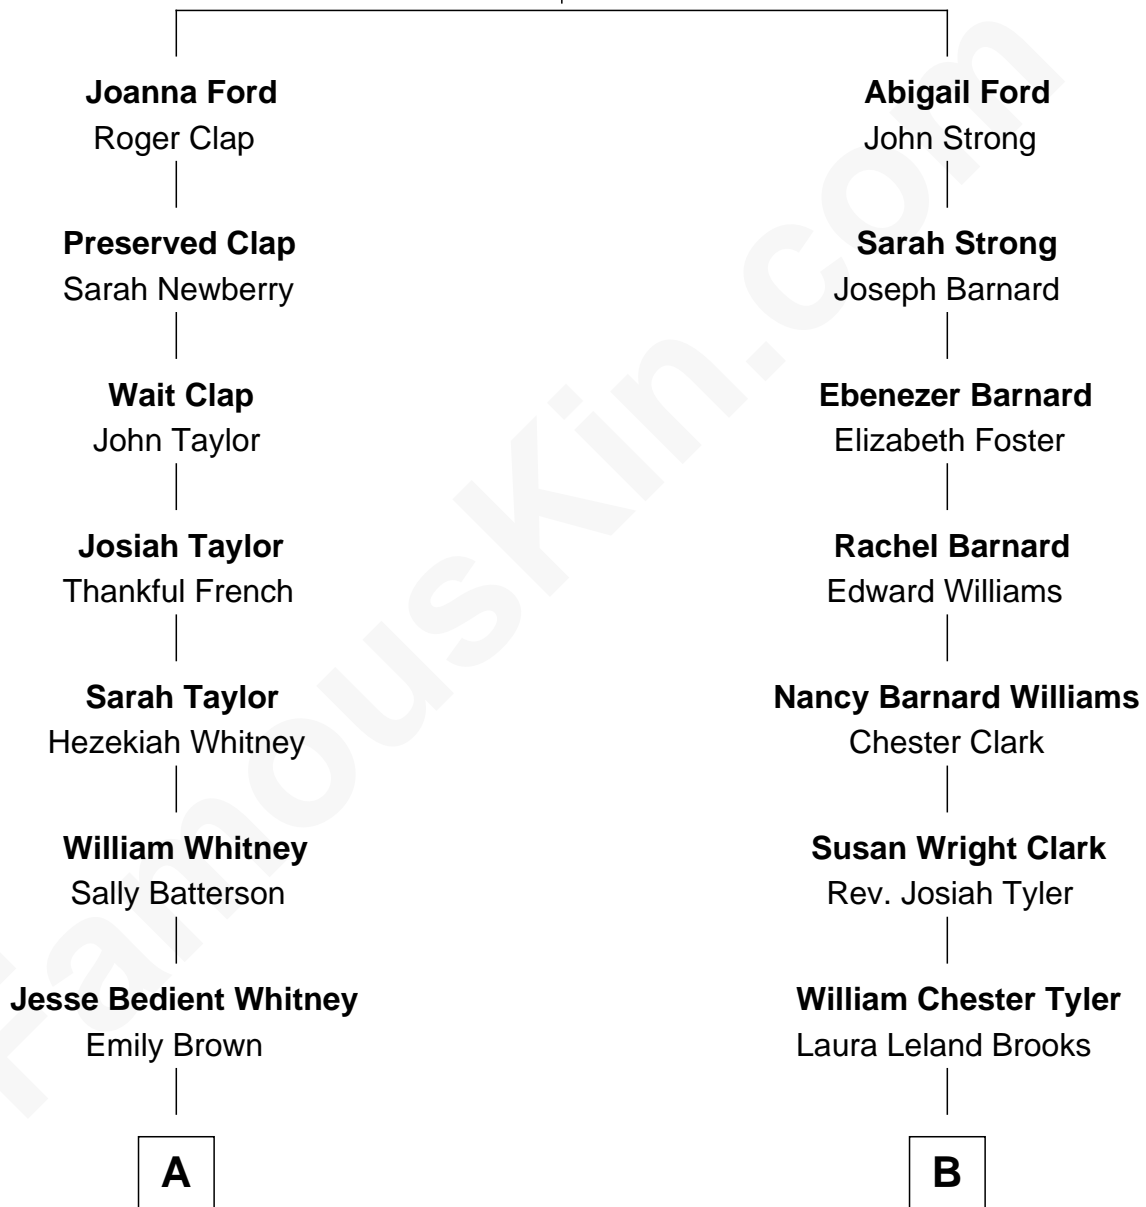 Joanna Ford
Roger Clap
Preserved Clap
Sarah Newberry
Wait Clap
John Taylor
Josiah Taylor
Thankful French
Sarah Taylor
Hezekiah Whitney
William Whitney
Sally Batterson
Jesse Bedient Whitney
Emily Brown
A
Abigail Ford
John Strong
Sarah Strong
Joseph Barnard
Ebenezer Barnard
Elizabeth Foster
Rachel Barnard
Edward Williams
Nancy Barnard Williams
Chester Clark
Susan Wright Clark
Rev. Josiah Tyler
William Chester Tyler
Laura Leland Brooks
B
FamousKin.com